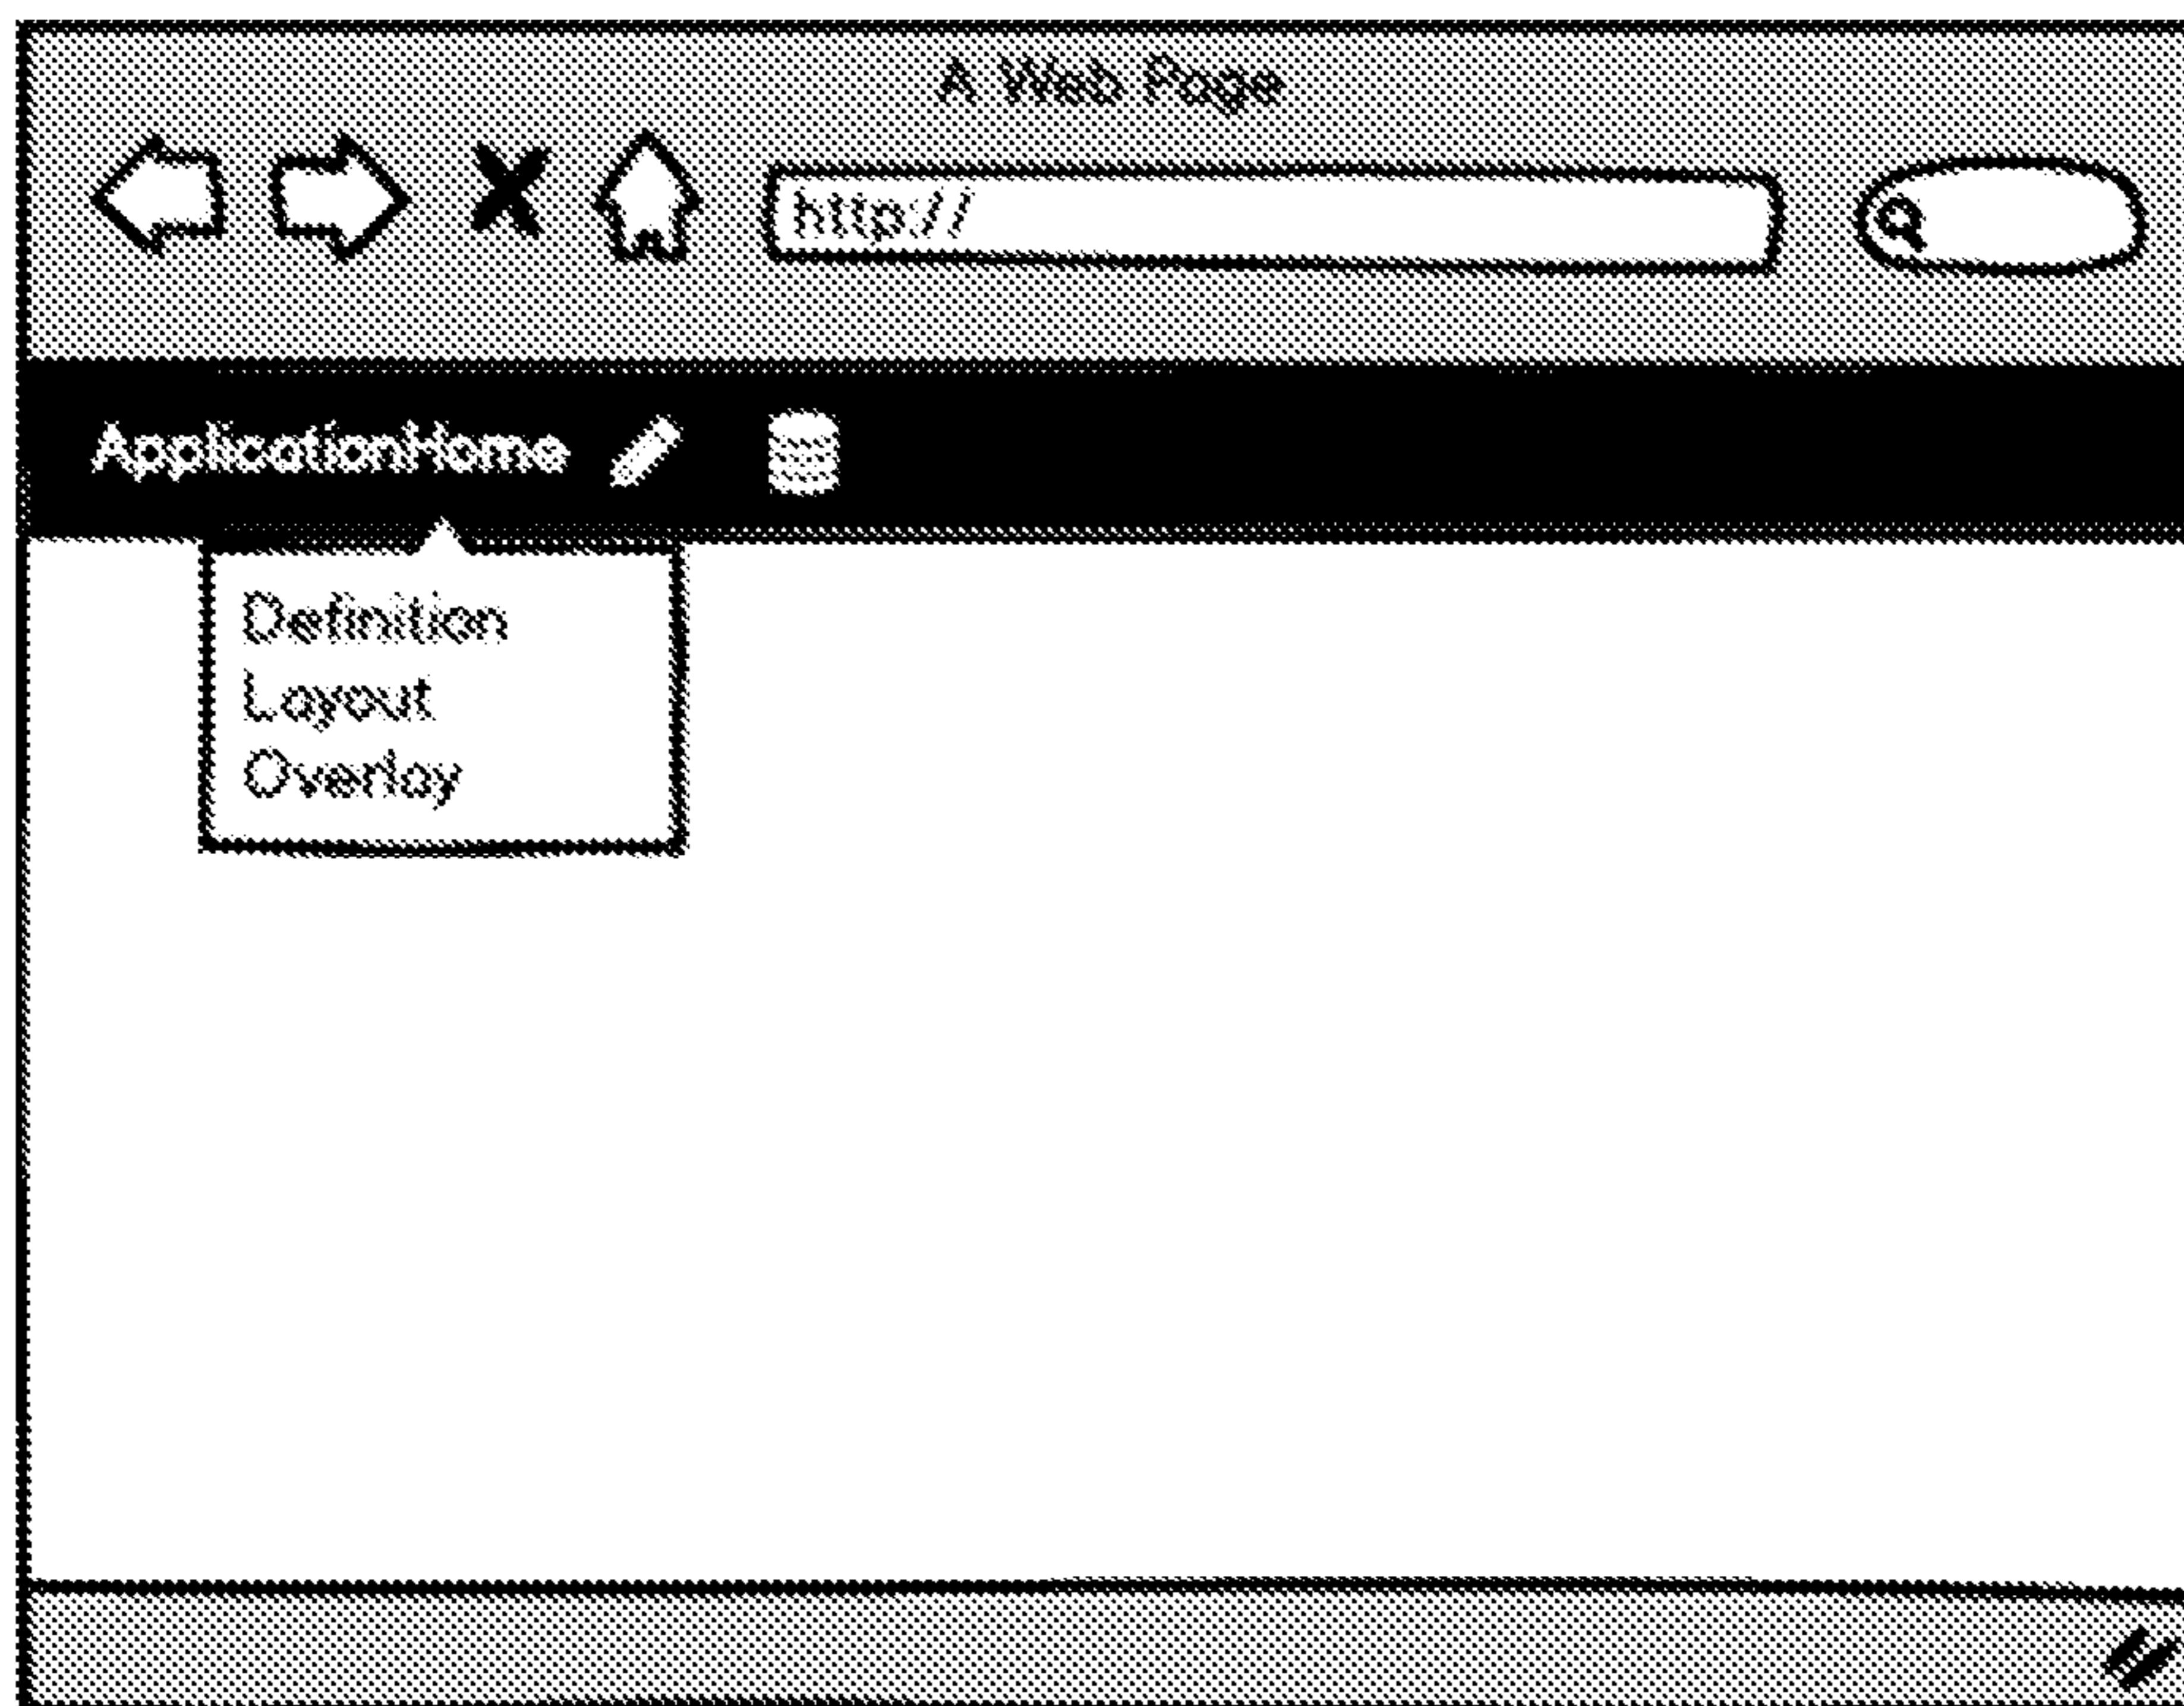 A Web Page
http://
ApplicationHome
Definition
Layout
Overlay